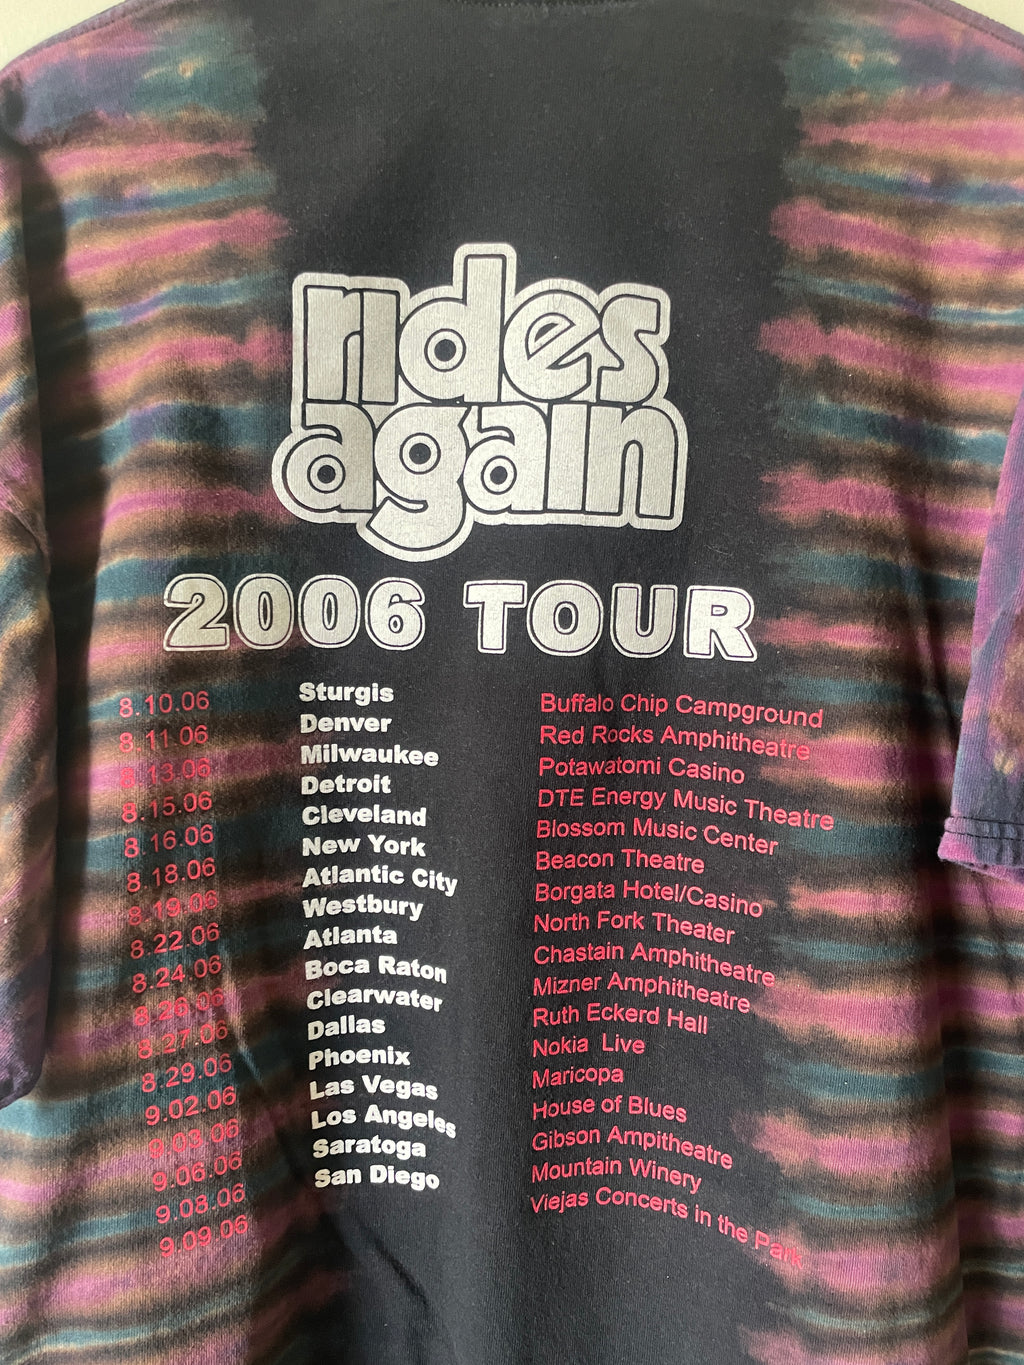 rides
again
2006 TOUR
8.10.06 Sturgis Buffalo Chip Campground
8.11.06 Denver Red Rocks Amphitheatre
8.13.06 Milwaukee Potawatomi Casino
8.15.06 Detroit DTE Energy Music Theatre
8.16.06 Cleveland Blossom Music Center
8.18.06 New York Beacon Theatre
8.19.06 Atlantic City Borgata Hotel/Casino
8.22.06 Westbury North Fork Theater
8.24.06 Atlanta Chastain Amphitheatre
8.26.06 Boca Raton Mizner Amphitheatre
8.27.06 Clearwater Ruth Eckerd Hall
8.29.06 Dallas Nokia Live
9.02.06 Phoenix Maricopa
9.03.06 Las Vegas House of Blues
9.06.06 Los Angeles Gibson Ampitheatre
9.08.06 Saratoga Mountain Winery
9.09.06 San Diego Viejas Concerts in the Park